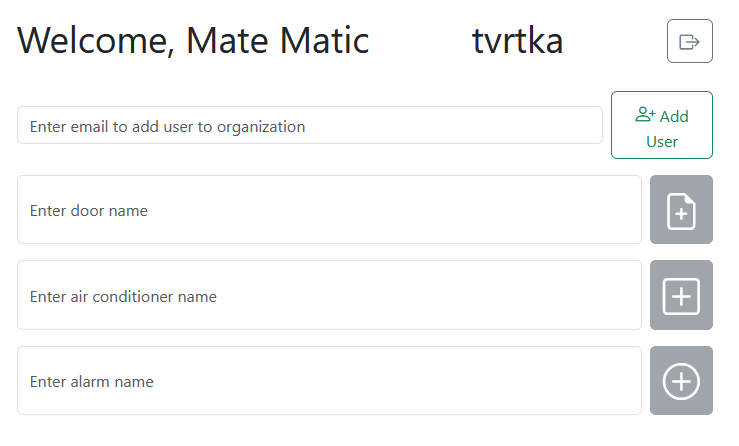 Welcome, Mate Matic tvrtka
Enter email to add user to organization
Add
User
Enter door name
Enter air conditioner name
Enter alarm name